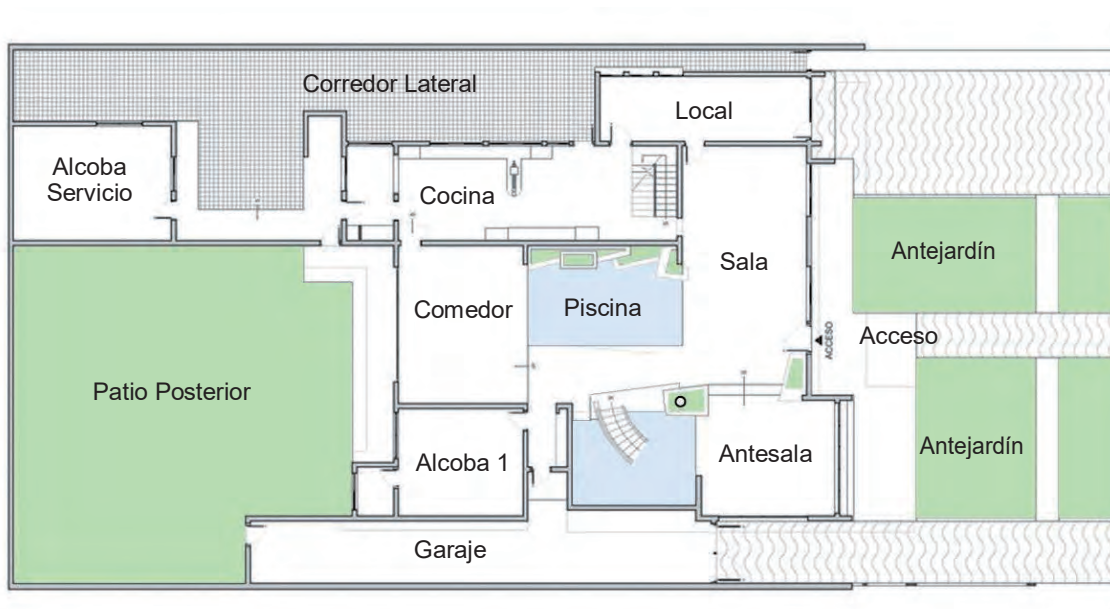 Corredor Lateral
Local
Alcoba
Servicio
Cocina
Antejardín
Sala
Comedor
Piscina
Acceso
ACCESO
Patio Posterior
Alcoba 1
Antesala
Antejardín
Garaje